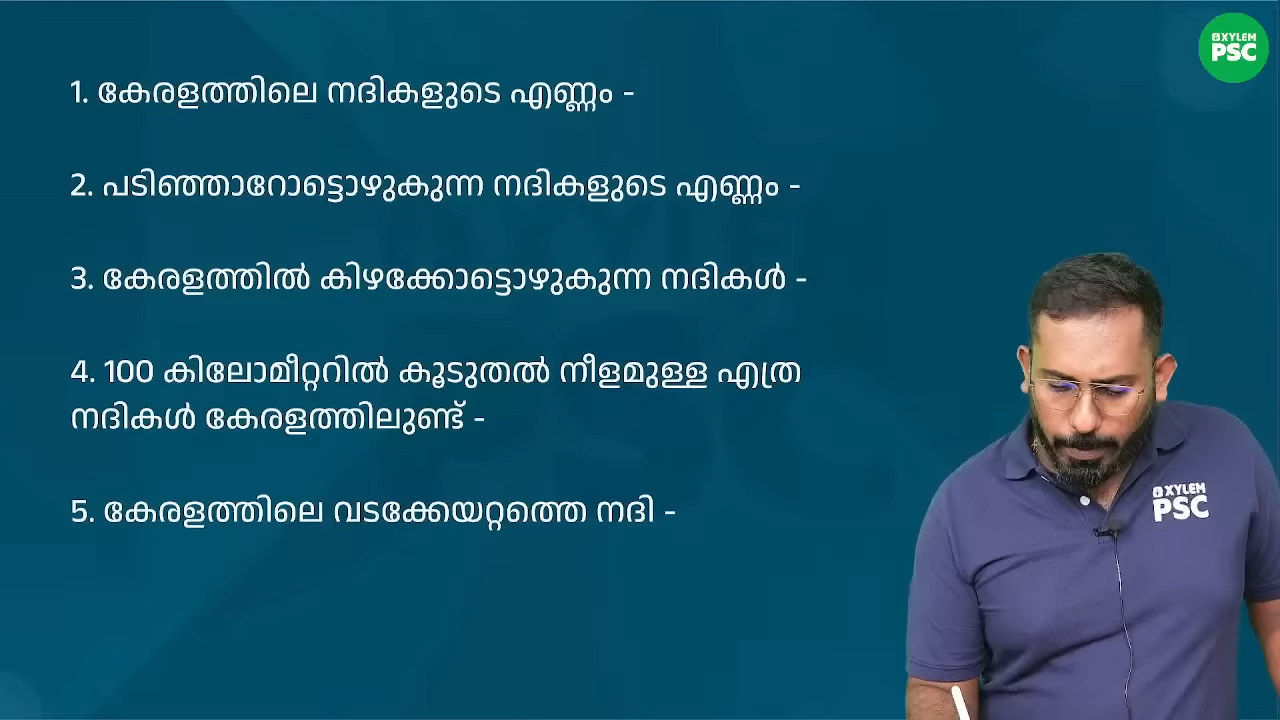 XYLEM
PSC
1. കേരളത്തിലെ നദികളുടെ എണ്ണം -
2. പടിഞ്ഞാറോട്ടൊഴുകുന്ന നദികളുടെ എണ്ണം -
3. കേരളത്തിൽ കിഴക്കോട്ടൊഴുകുന്ന നദികൾ -
4. 100 കിലോമീറ്ററിൽ കൂടുതൽ നീളമുള്ള എത്ര
നദികൾ കേരളത്തിലുണ്ട് -
5. കേരളത്തിലെ വടക്കേയറ്റത്തെ നദി -
XYLEM
PSC